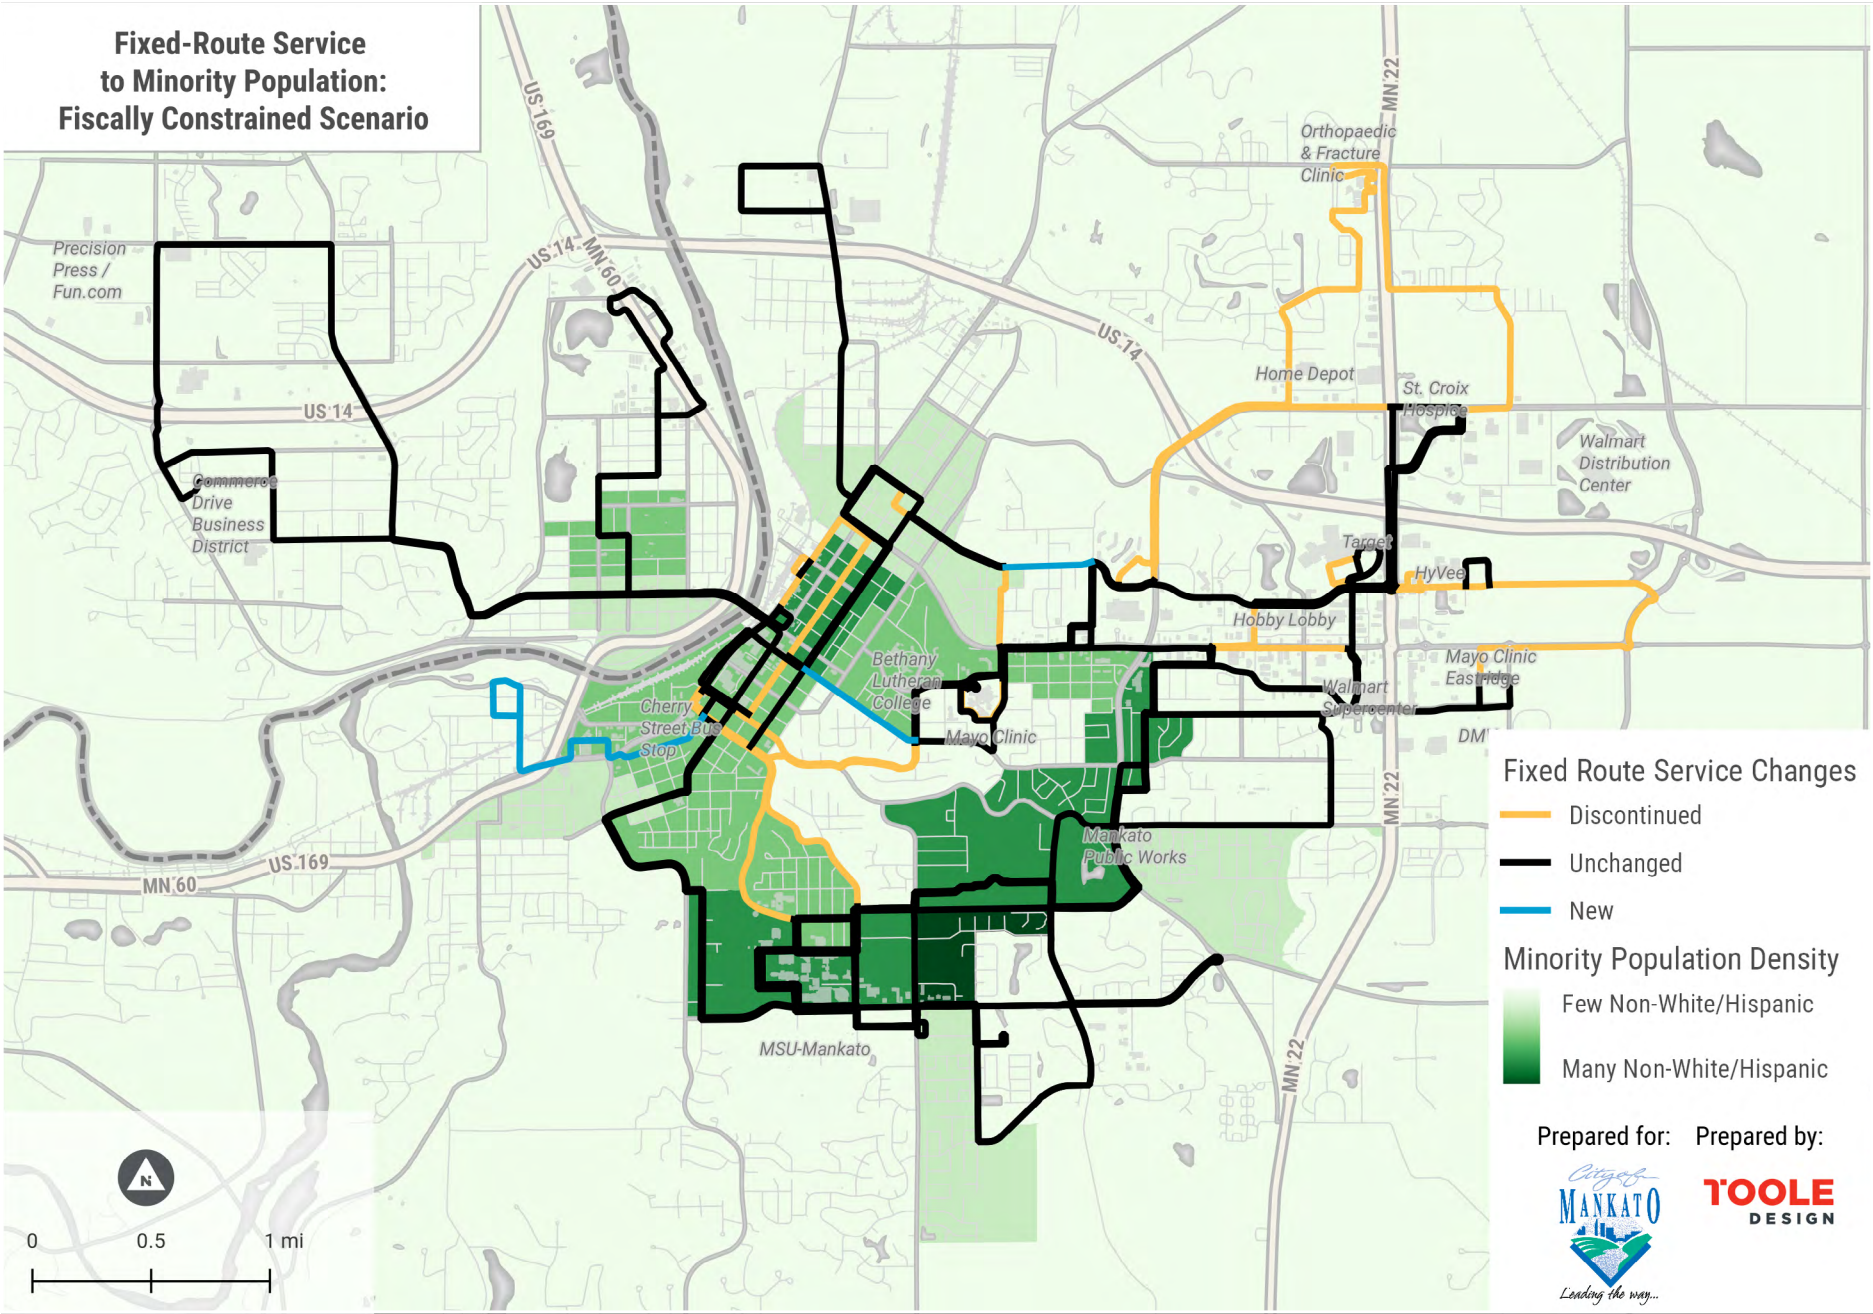 Fixed-Route Service
to Minority Population:
Fiscally Constrained Scenario
US 169
MN 22
Orthopaedic
& Fracture
Clinic
Precision
Press /
Fun.com
US 14
MN 60
US 14
US 14
Home Depot
St. Croix
Hospice
Walmart
Distribution
Center
Commerce
Drive
Business
District
Target
HyVee
Hobby Lobby
Bethany
Lutheran
College
Mayo Clinic
Eastridge
Walmart
Supercenter
Cherry
Street Bus
Stop
Mayo Clinic
DM
MN 22
Mankato
Public Works
US 169
MN 60
MSU-Mankato
MN 22
Fixed Route Service Changes
Discontinued
Unchanged
New
Minority Population Density
Few Non-White/Hispanic
Many Non-White/Hispanic
Prepared for: Prepared by:
City of
MANKATO
Leading the way...
TOOLE
DESIGN
N
0 0.5 1 mi